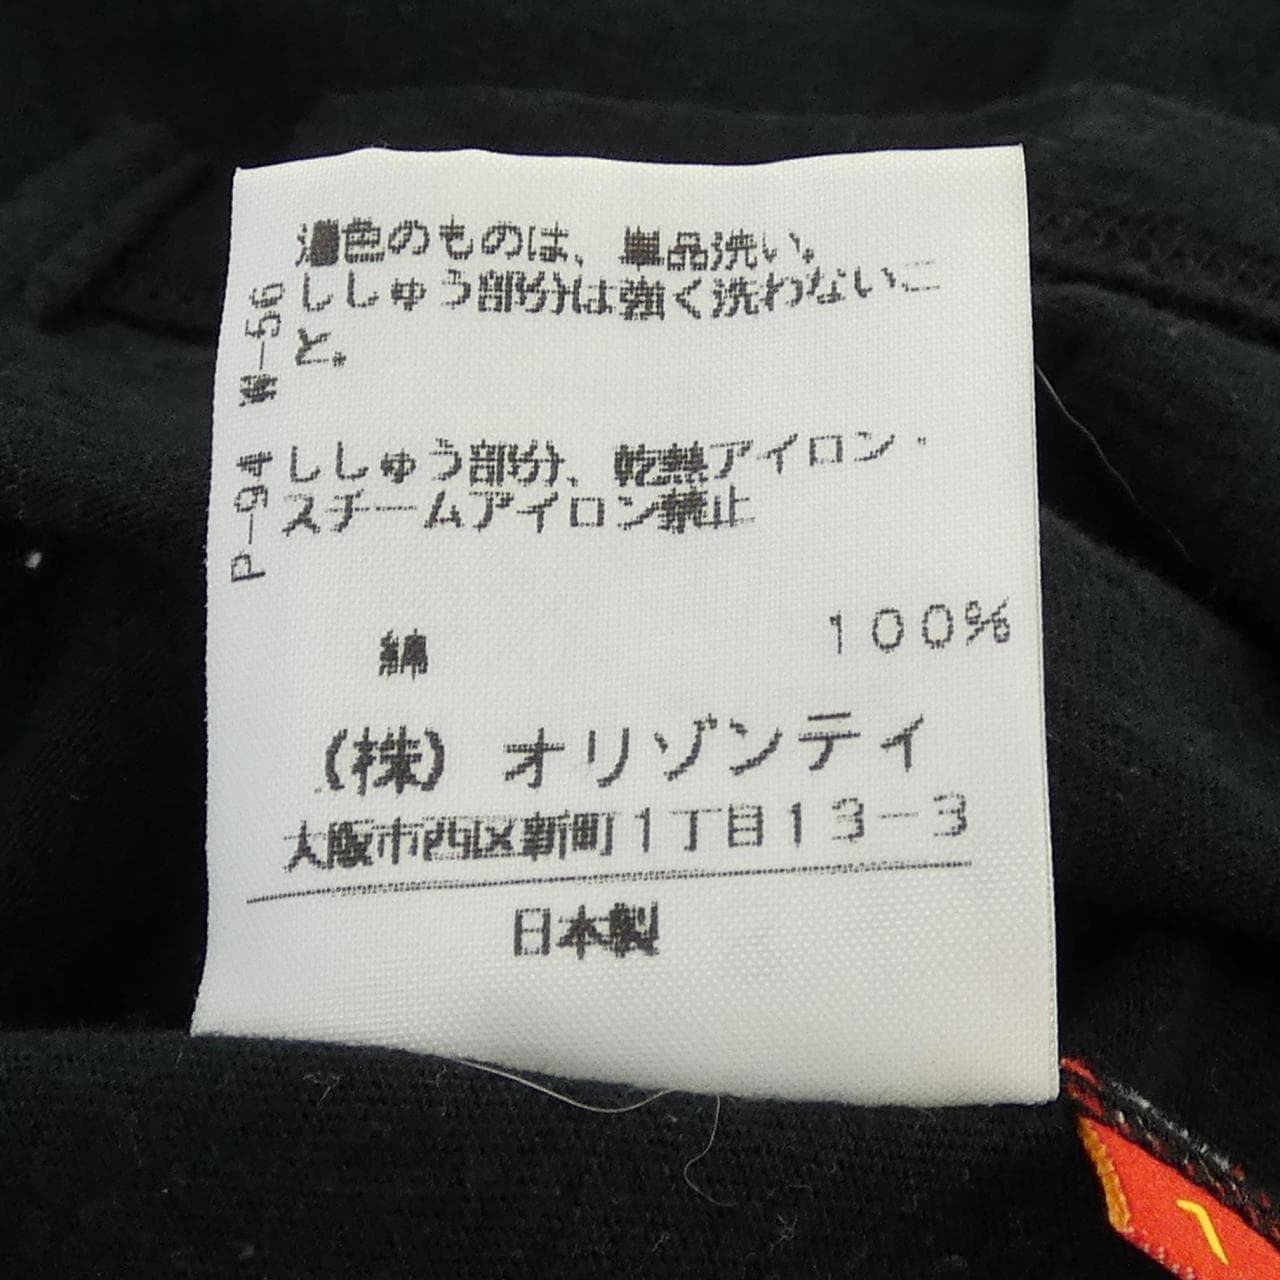 濃色のものは、単品洗い。
ししゅう部分は強く洗わないこ
と。
W-56
ししゅう部分、乾熱アイロン・
スチームアイロン禁止
P-94
綿 100%
(株) オリゾンティ
大阪市西区新町1丁目13-3
日本製